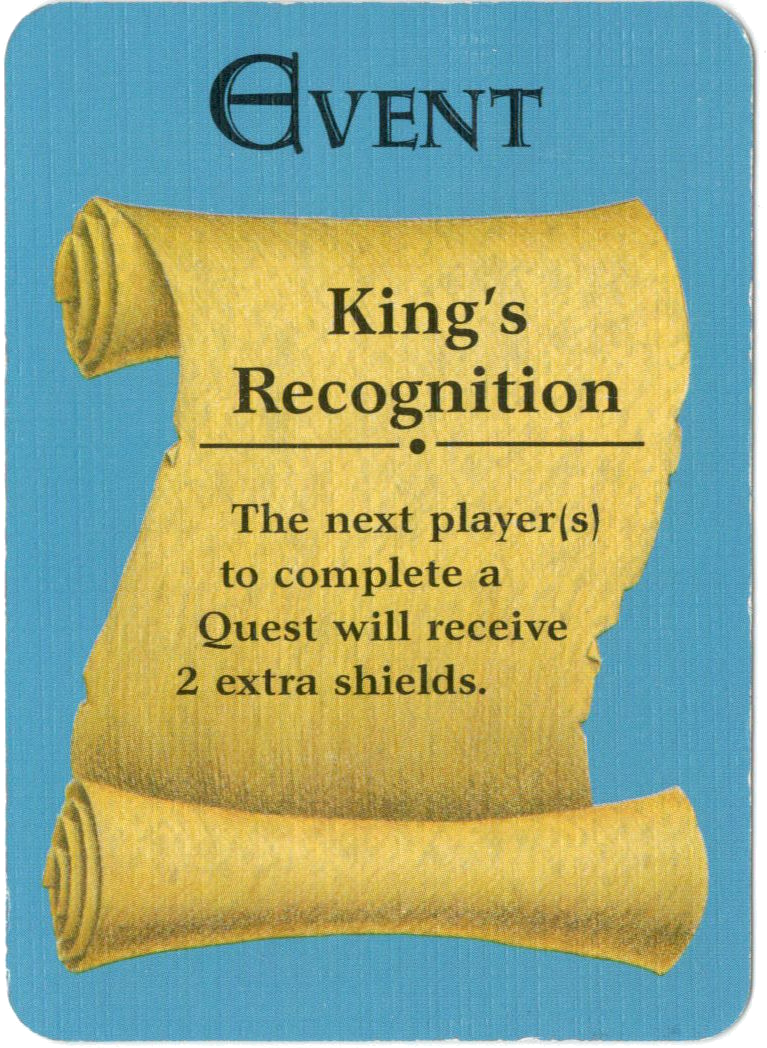 EVENT
King's
Recognition
The next player(s)
to complete a
Quest will receive
2 extra shields.